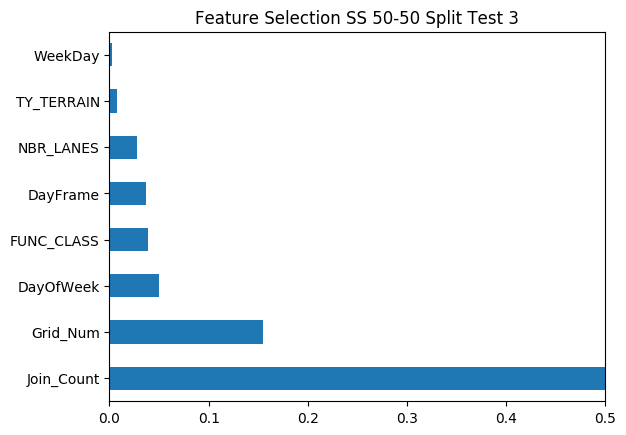 Feature Selection SS 50-50 Split Test 3
WeekDay
TY_TERRAIN
NBR_LANES
DayFrame
FUNC_CLASS
DayOfWeek
Grid_Num
Join_Count
0.0 0.1 0.2 0.3 0.4 0.5